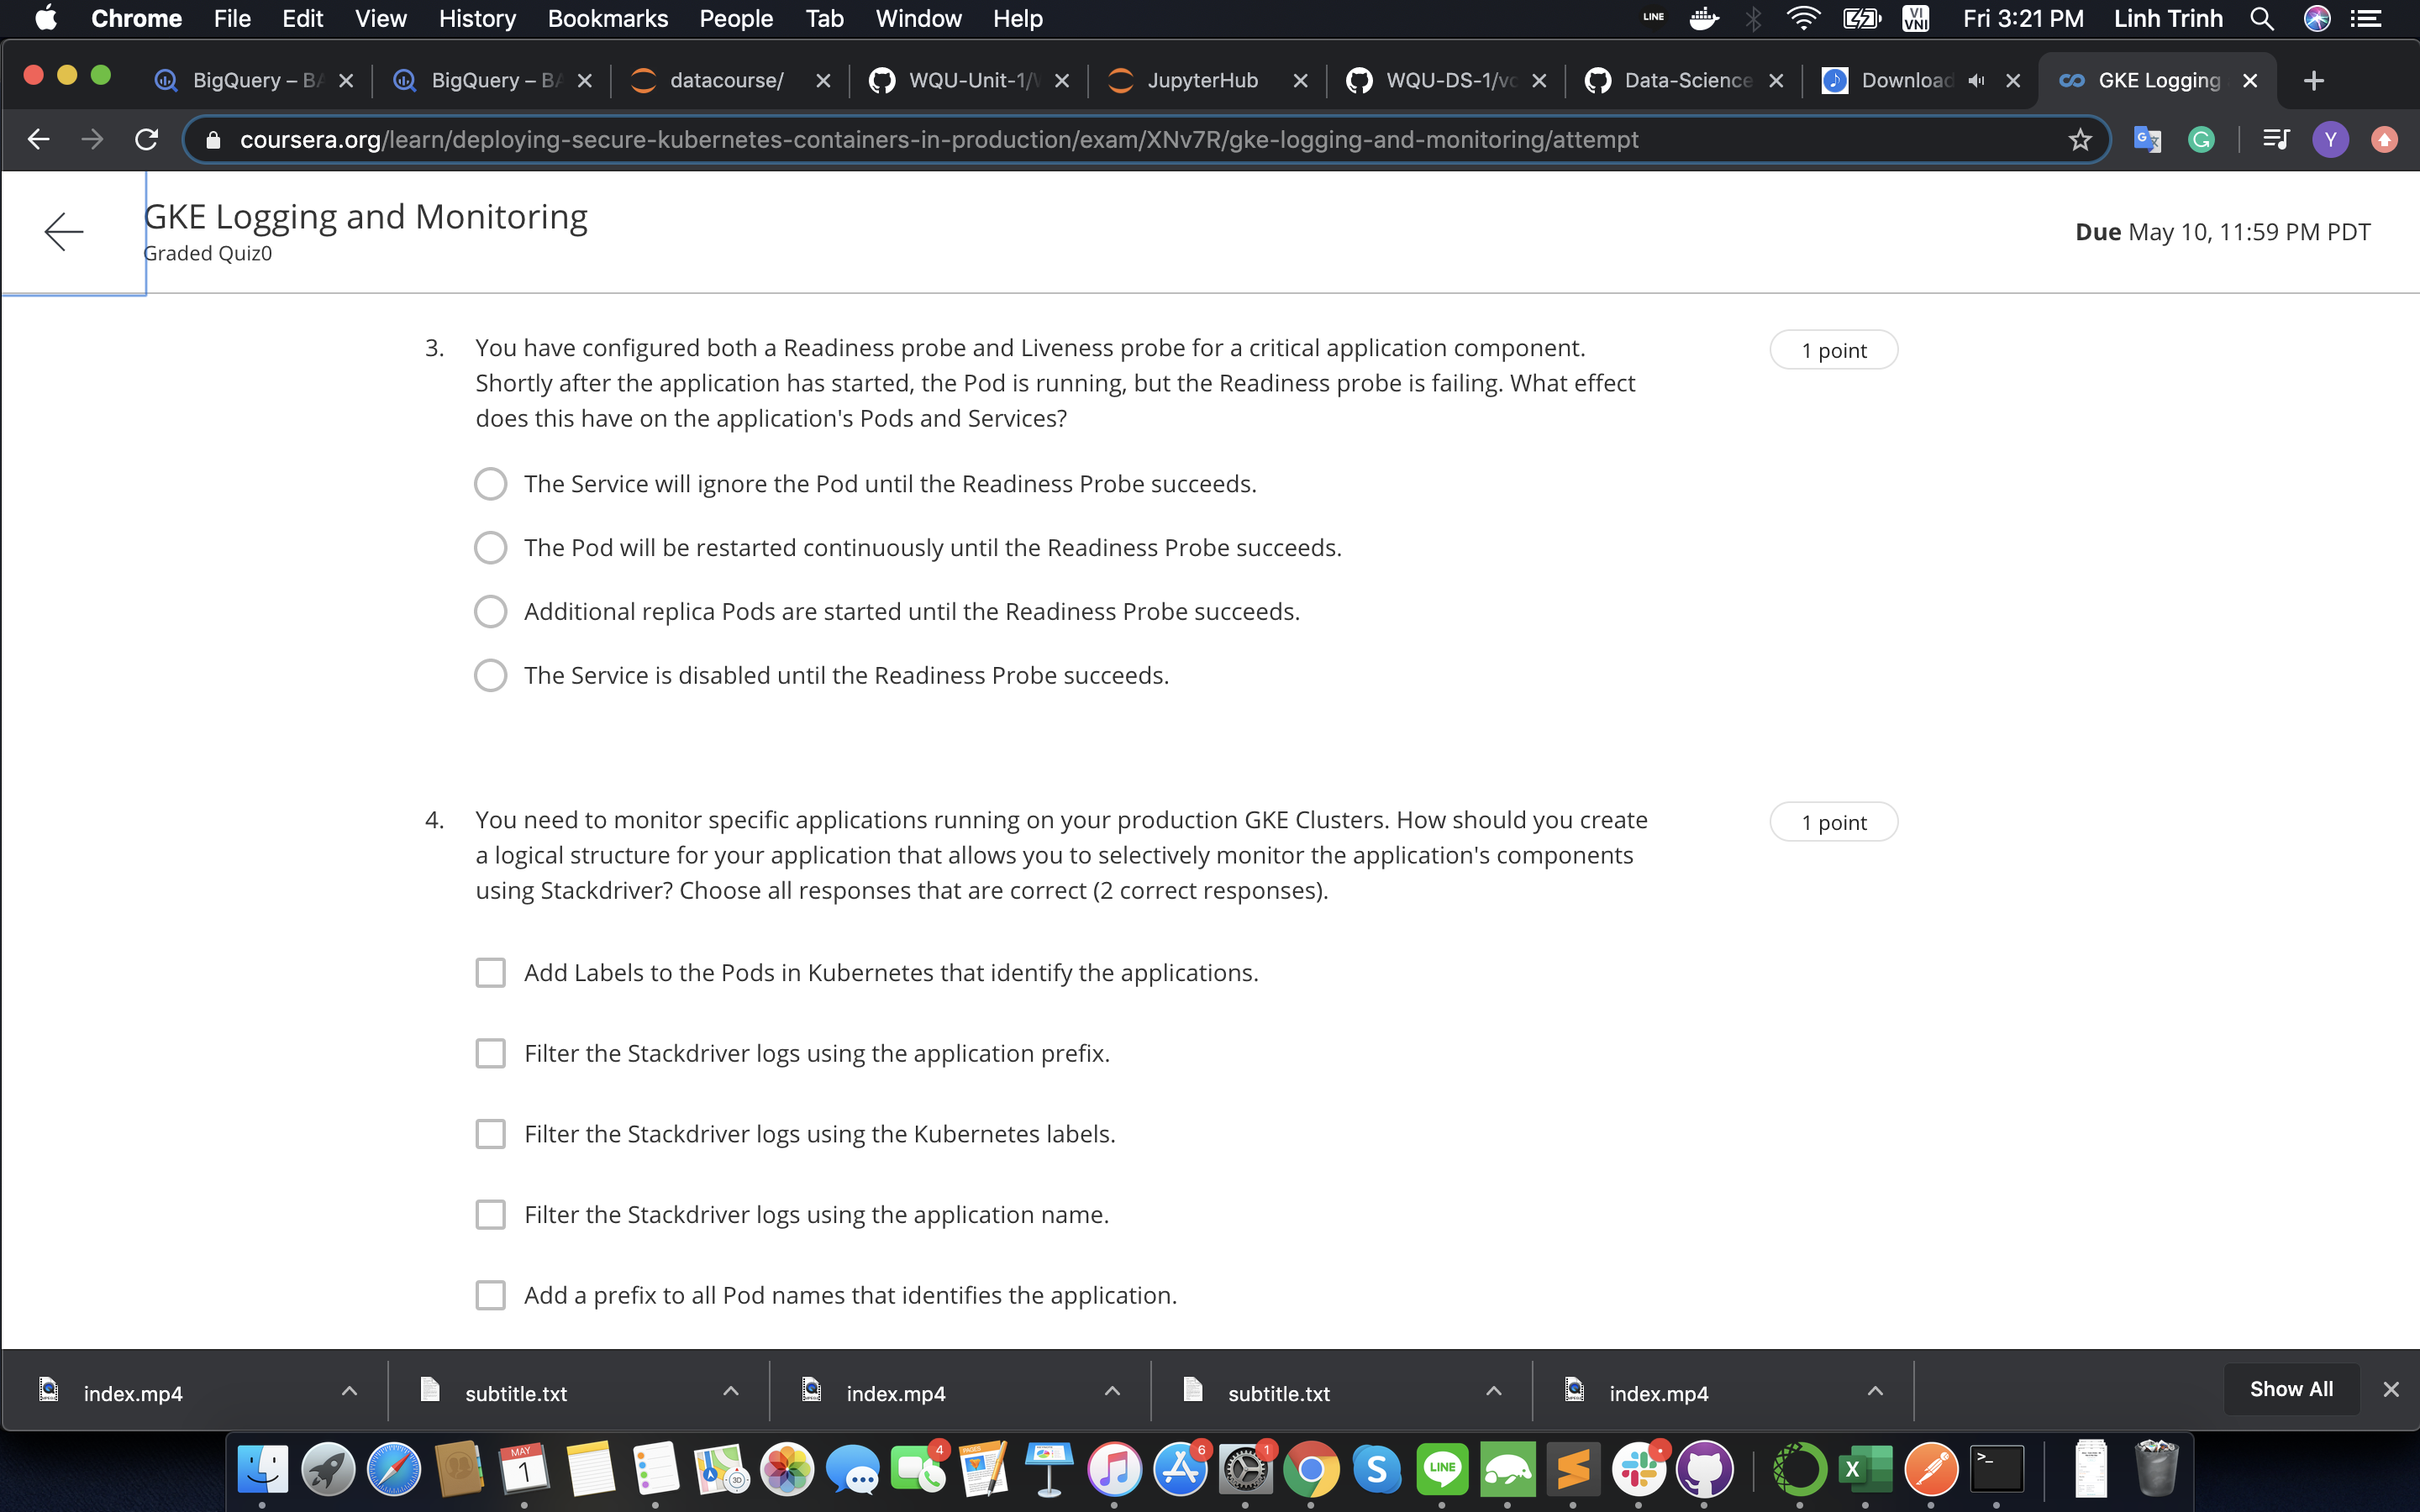 Chrome File Edit View History Bookmarks People Tab Window Help LINE VI VNI Fri 3:21 PM Linh Trinh
BigQuery – BA BigQuery – BA datacourse/ WQU-Unit-1/ JupyterHub WQU-DS-1/vo Data-Science Download GKE Logging
coursera.org/learn/deploying-secure-kubernetes-containers-in-production/exam/XNv7R/gke-logging-and-monitoring/attempt Y
GKE Logging and Monitoring
Graded Quiz0
Due May 10, 11:59 PM PDT
3. You have configured both a Readiness probe and Liveness probe for a critical application component. 1 point
Shortly after the application has started, the Pod is running, but the Readiness probe is failing. What effect
does this have on the application's Pods and Services?
The Service will ignore the Pod until the Readiness Probe succeeds.
The Pod will be restarted continuously until the Readiness Probe succeeds.
Additional replica Pods are started until the Readiness Probe succeeds.
The Service is disabled until the Readiness Probe succeeds.
4. You need to monitor specific applications running on your production GKE Clusters. How should you create 1 point
a logical structure for your application that allows you to selectively monitor the application's components
using Stackdriver? Choose all responses that are correct (2 correct responses).
Add Labels to the Pods in Kubernetes that identify the applications.
Filter the Stackdriver logs using the application prefix.
Filter the Stackdriver logs using the Kubernetes labels.
Filter the Stackdriver logs using the application name.
Add a prefix to all Pod names that identifies the application.
index.mp4 subtitle.txt index.mp4 subtitle.txt index.mp4 Show All
MAY 1 3D 4 PAGES 6 1 S LINE X >_